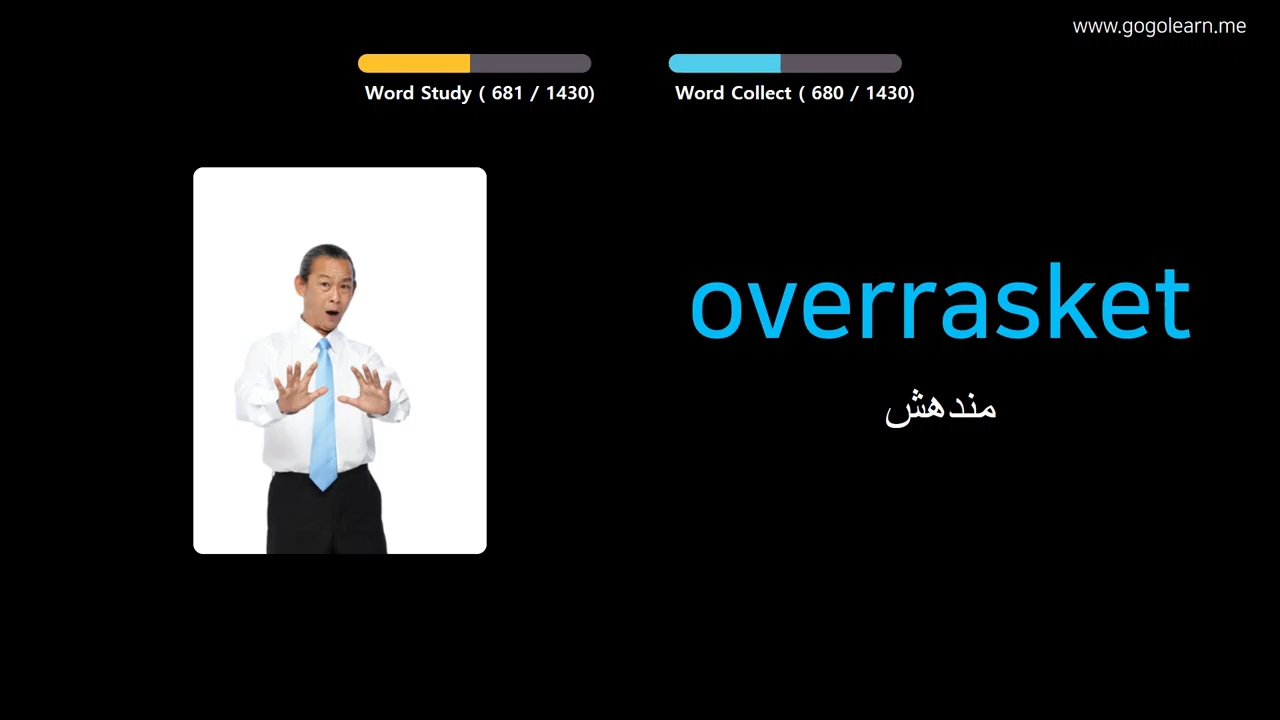 www.gogolearn.me
Word Study ( 681 / 1430)
Word Collect ( 680 / 1430)
overrasket
مندهش